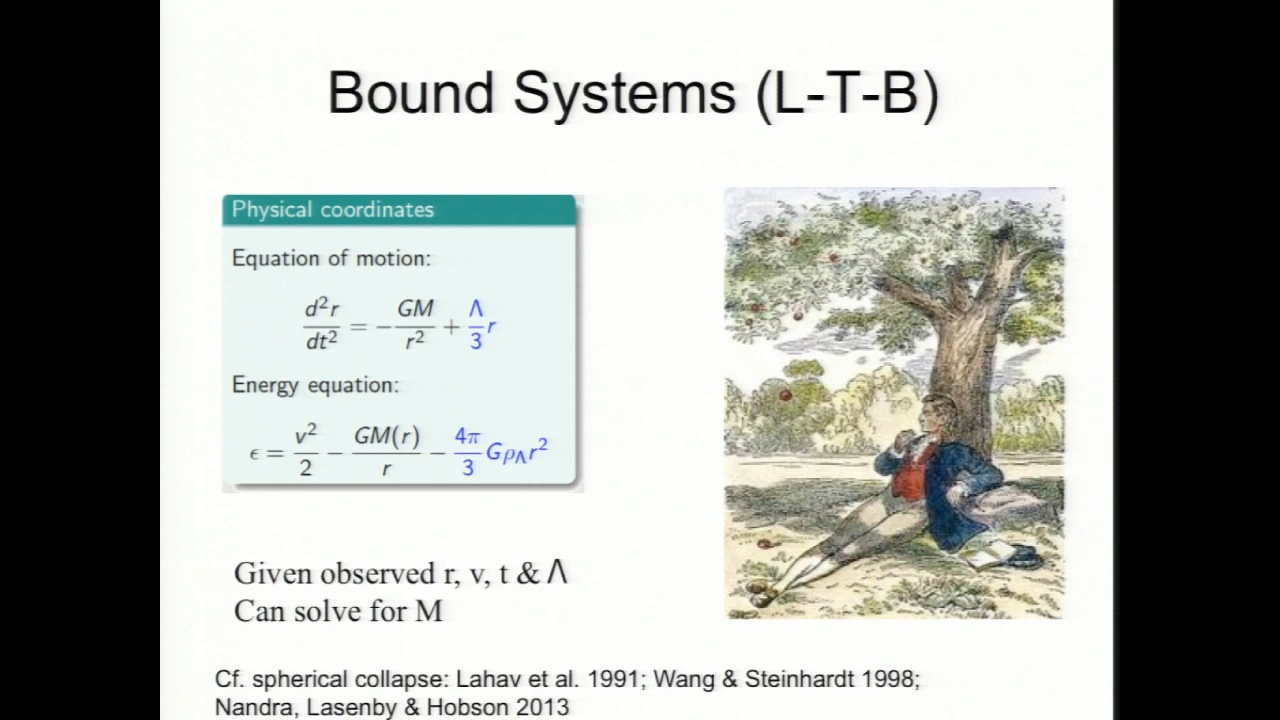 Bound Systems (L-T-B)
Physical coordinates
Equation of motion:
d²r/dt² = −GM/r² + Λ/3 r
Energy equation:
ϵ = v²/2 − GM(r)/r − 4π/3 Gρ_Λ r²
Given observed r, v, t & Λ
Can solve for M
Cf. spherical collapse: Lahav et al. 1991; Wang & Steinhardt 1998;
Nandra, Lasenby & Hobson 2013